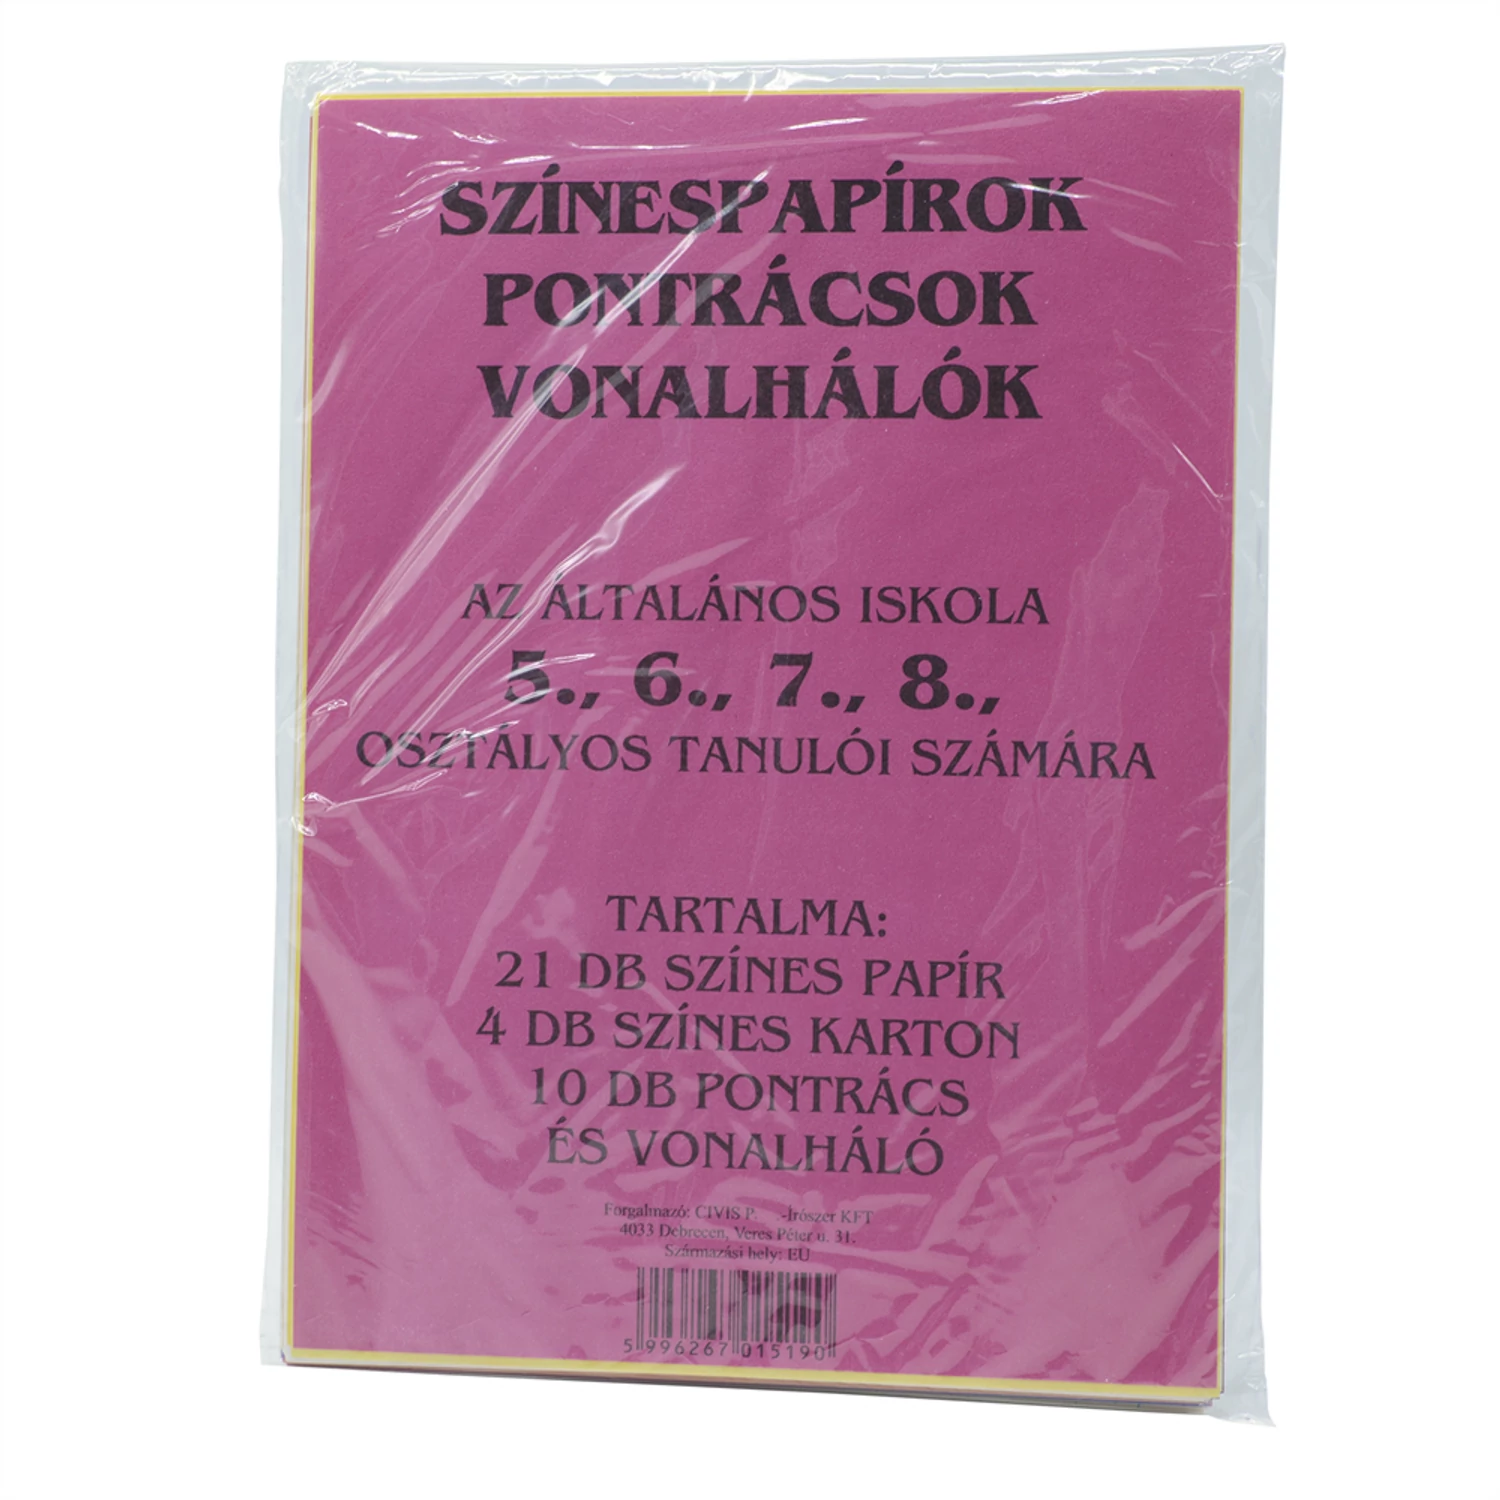 SZÍNESPAPÍROK
PONTRÁCSOK
VONALHÁLÓK
AZ ÁLTALÁNOS ISKOLA
5., 6., 7., 8.,
OSZTÁLYOS TANULÓI SZÁMÁRA
TARTALMA:
21 DB SZÍNES PAPÍR
4 DB SZÍNES KARTON
10 DB PONTRÁCS
ÉS VONALHÁLÓ
Forgalmazó: CIVIS P. -Írószer KFT
4033 Debrecen, Veres Péter u. 31.
Származási hely: EU
5 996267 015190